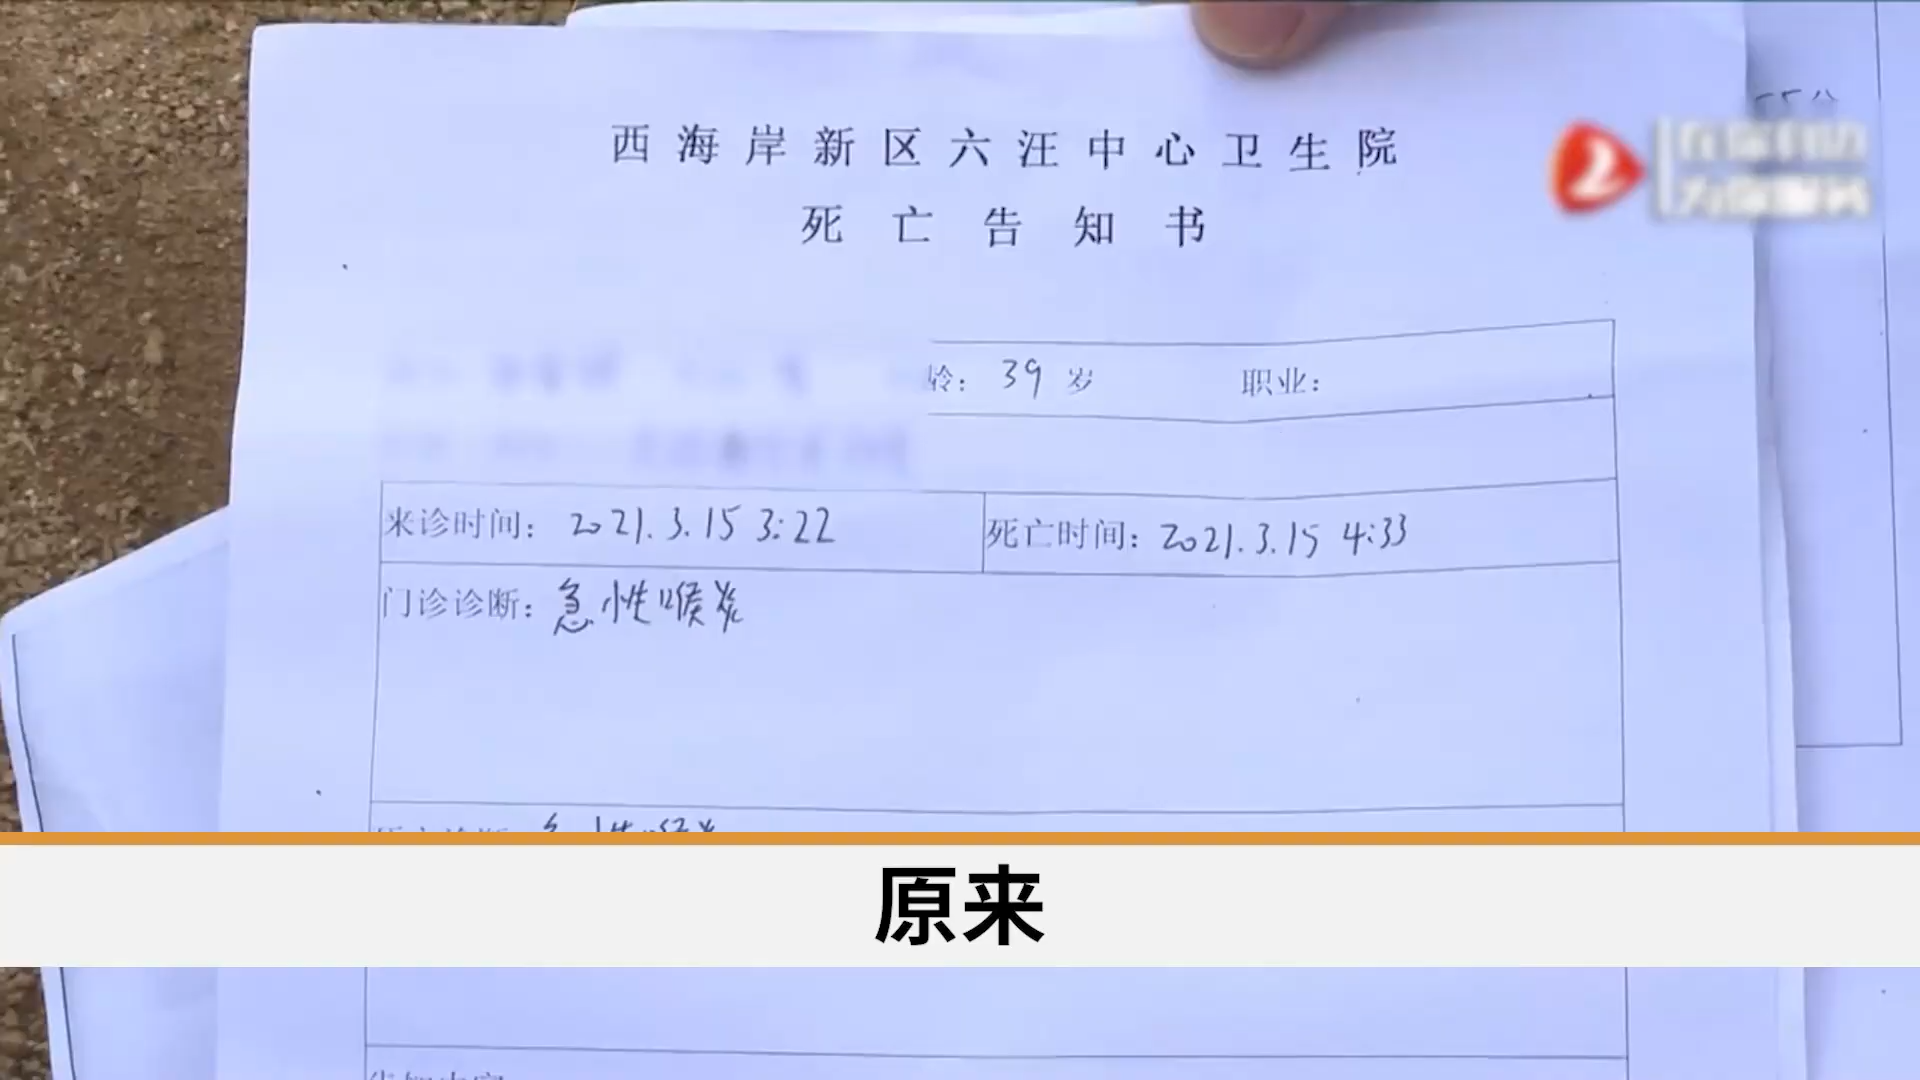 西海岸新区六汪中心卫生院
死亡告知书
2
龄：39岁 职业：
来诊时间：2021.3.15 3:22 死亡时间：2021.3.15 4:33
门诊诊断：急性喉炎
原来